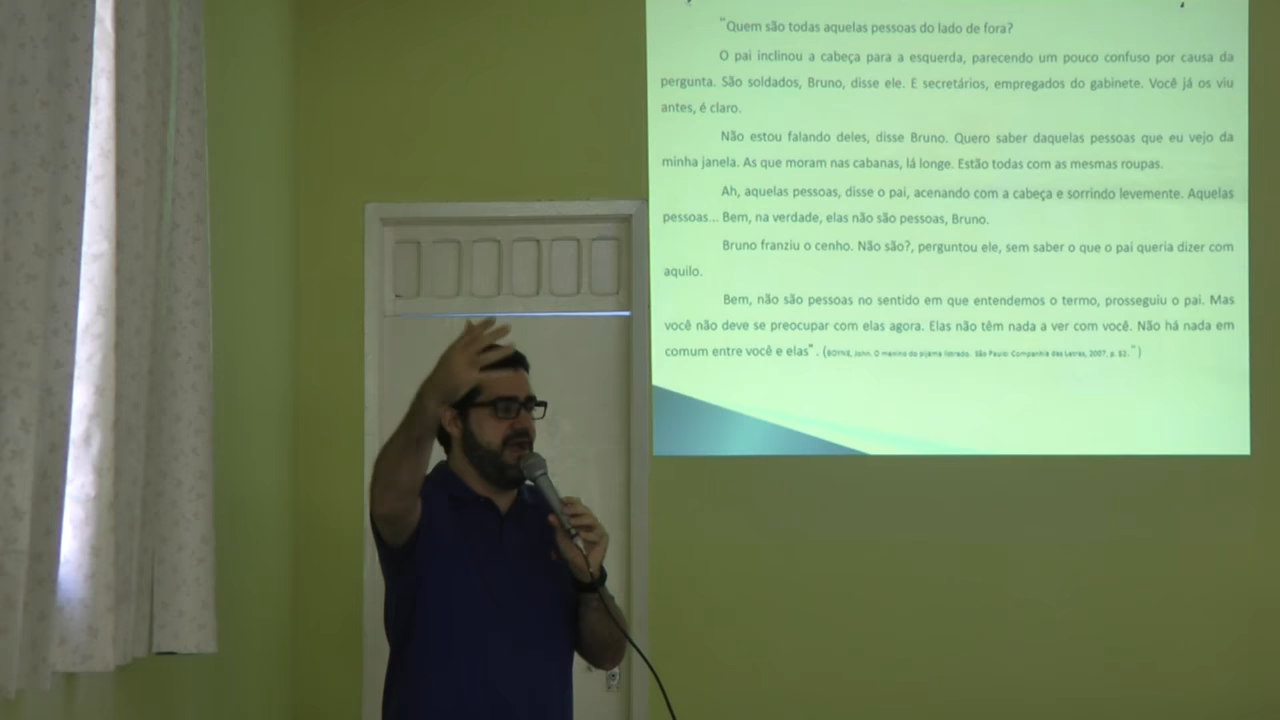 "Quem são todas aquelas pessoas do lado de fora?
O pai inclinou a cabeça para a esquerda, parecendo um pouco confuso por causa da
pergunta. São soldados, Bruno, disse ele. E secretários, empregados do gabinete. Você já os viu
antes, é claro.
Não estou falando deles, disse Bruno. Quero saber daquelas pessoas que eu vejo da
minha janela. As que moram nas cabanas, lá longe. Estão todas com as mesmas roupas.
Ah, aquelas pessoas, disse o pai, acenando com a cabeça e sorrindo levemente. Aquelas
pessoas... Bem, na verdade, elas não são pessoas, Bruno.
Bruno franziu o cenho. Não são?, perguntou ele, sem saber o que o pai queria dizer com
aquilo.
Bem, não são pessoas no sentido em que entendemos o termo, prosseguiu o pai. Mas
você não deve se preocupar com elas agora. Elas não têm nada a ver com você. Não há nada em
comum entre você e elas". (BOYNE, John. O menino do pijama listrado. São Paulo: Companhia das Letras, 2007, p. 52.")